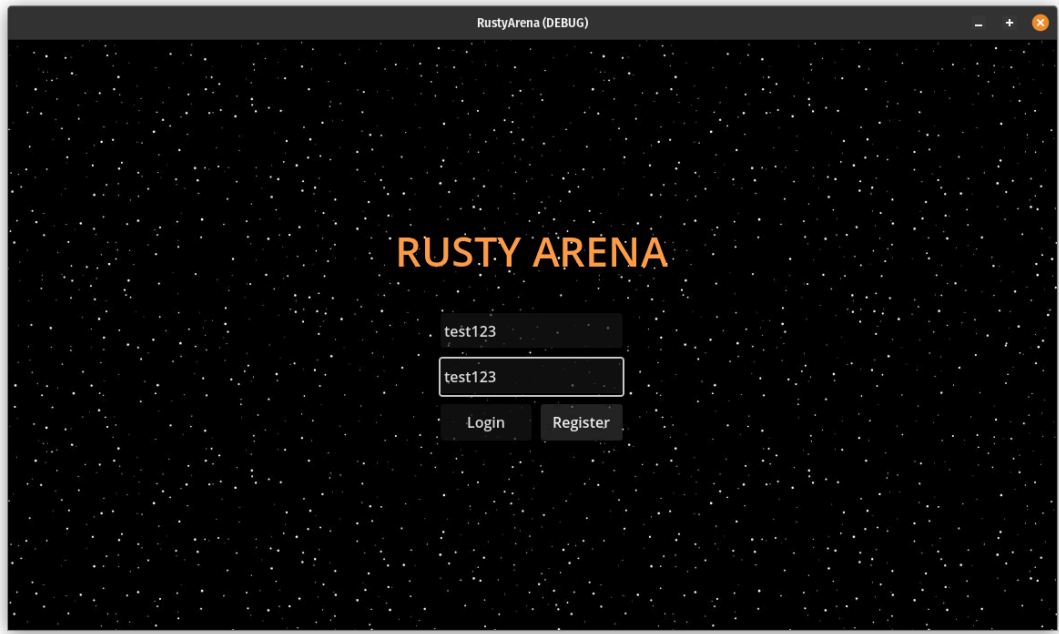 RustyArena (DEBUG)
RUSTY ARENA
test123
test123
Login Register